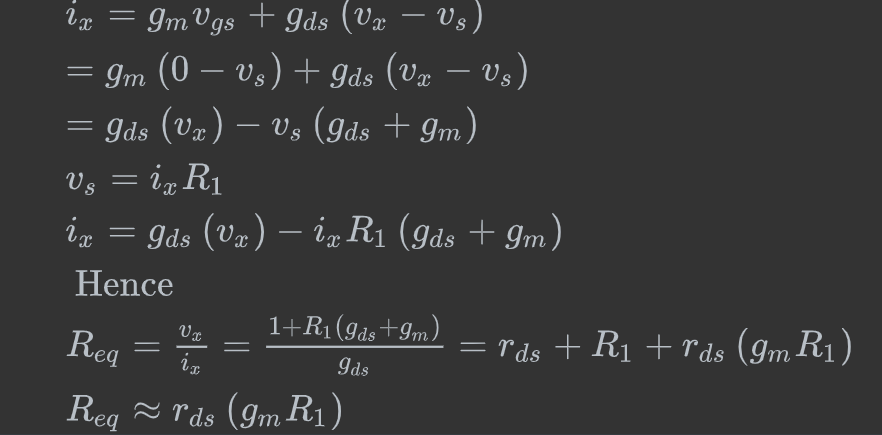 i_x = g_m v_gs + g_ds (v_x − v_s)
= g_m (0 − v_s) + g_ds (v_x − v_s)
= g_ds (v_x) − v_s (g_ds + g_m)
v_s = i_x R_1
i_x = g_ds (v_x) − i_x R_1 (g_ds + g_m)
Hence
R_eq = v_x / i_x = 1+R_1(g_ds+g_m) / g_ds = r_ds + R_1 + r_ds (g_m R_1)
R_eq ≈ r_ds (g_m R_1)